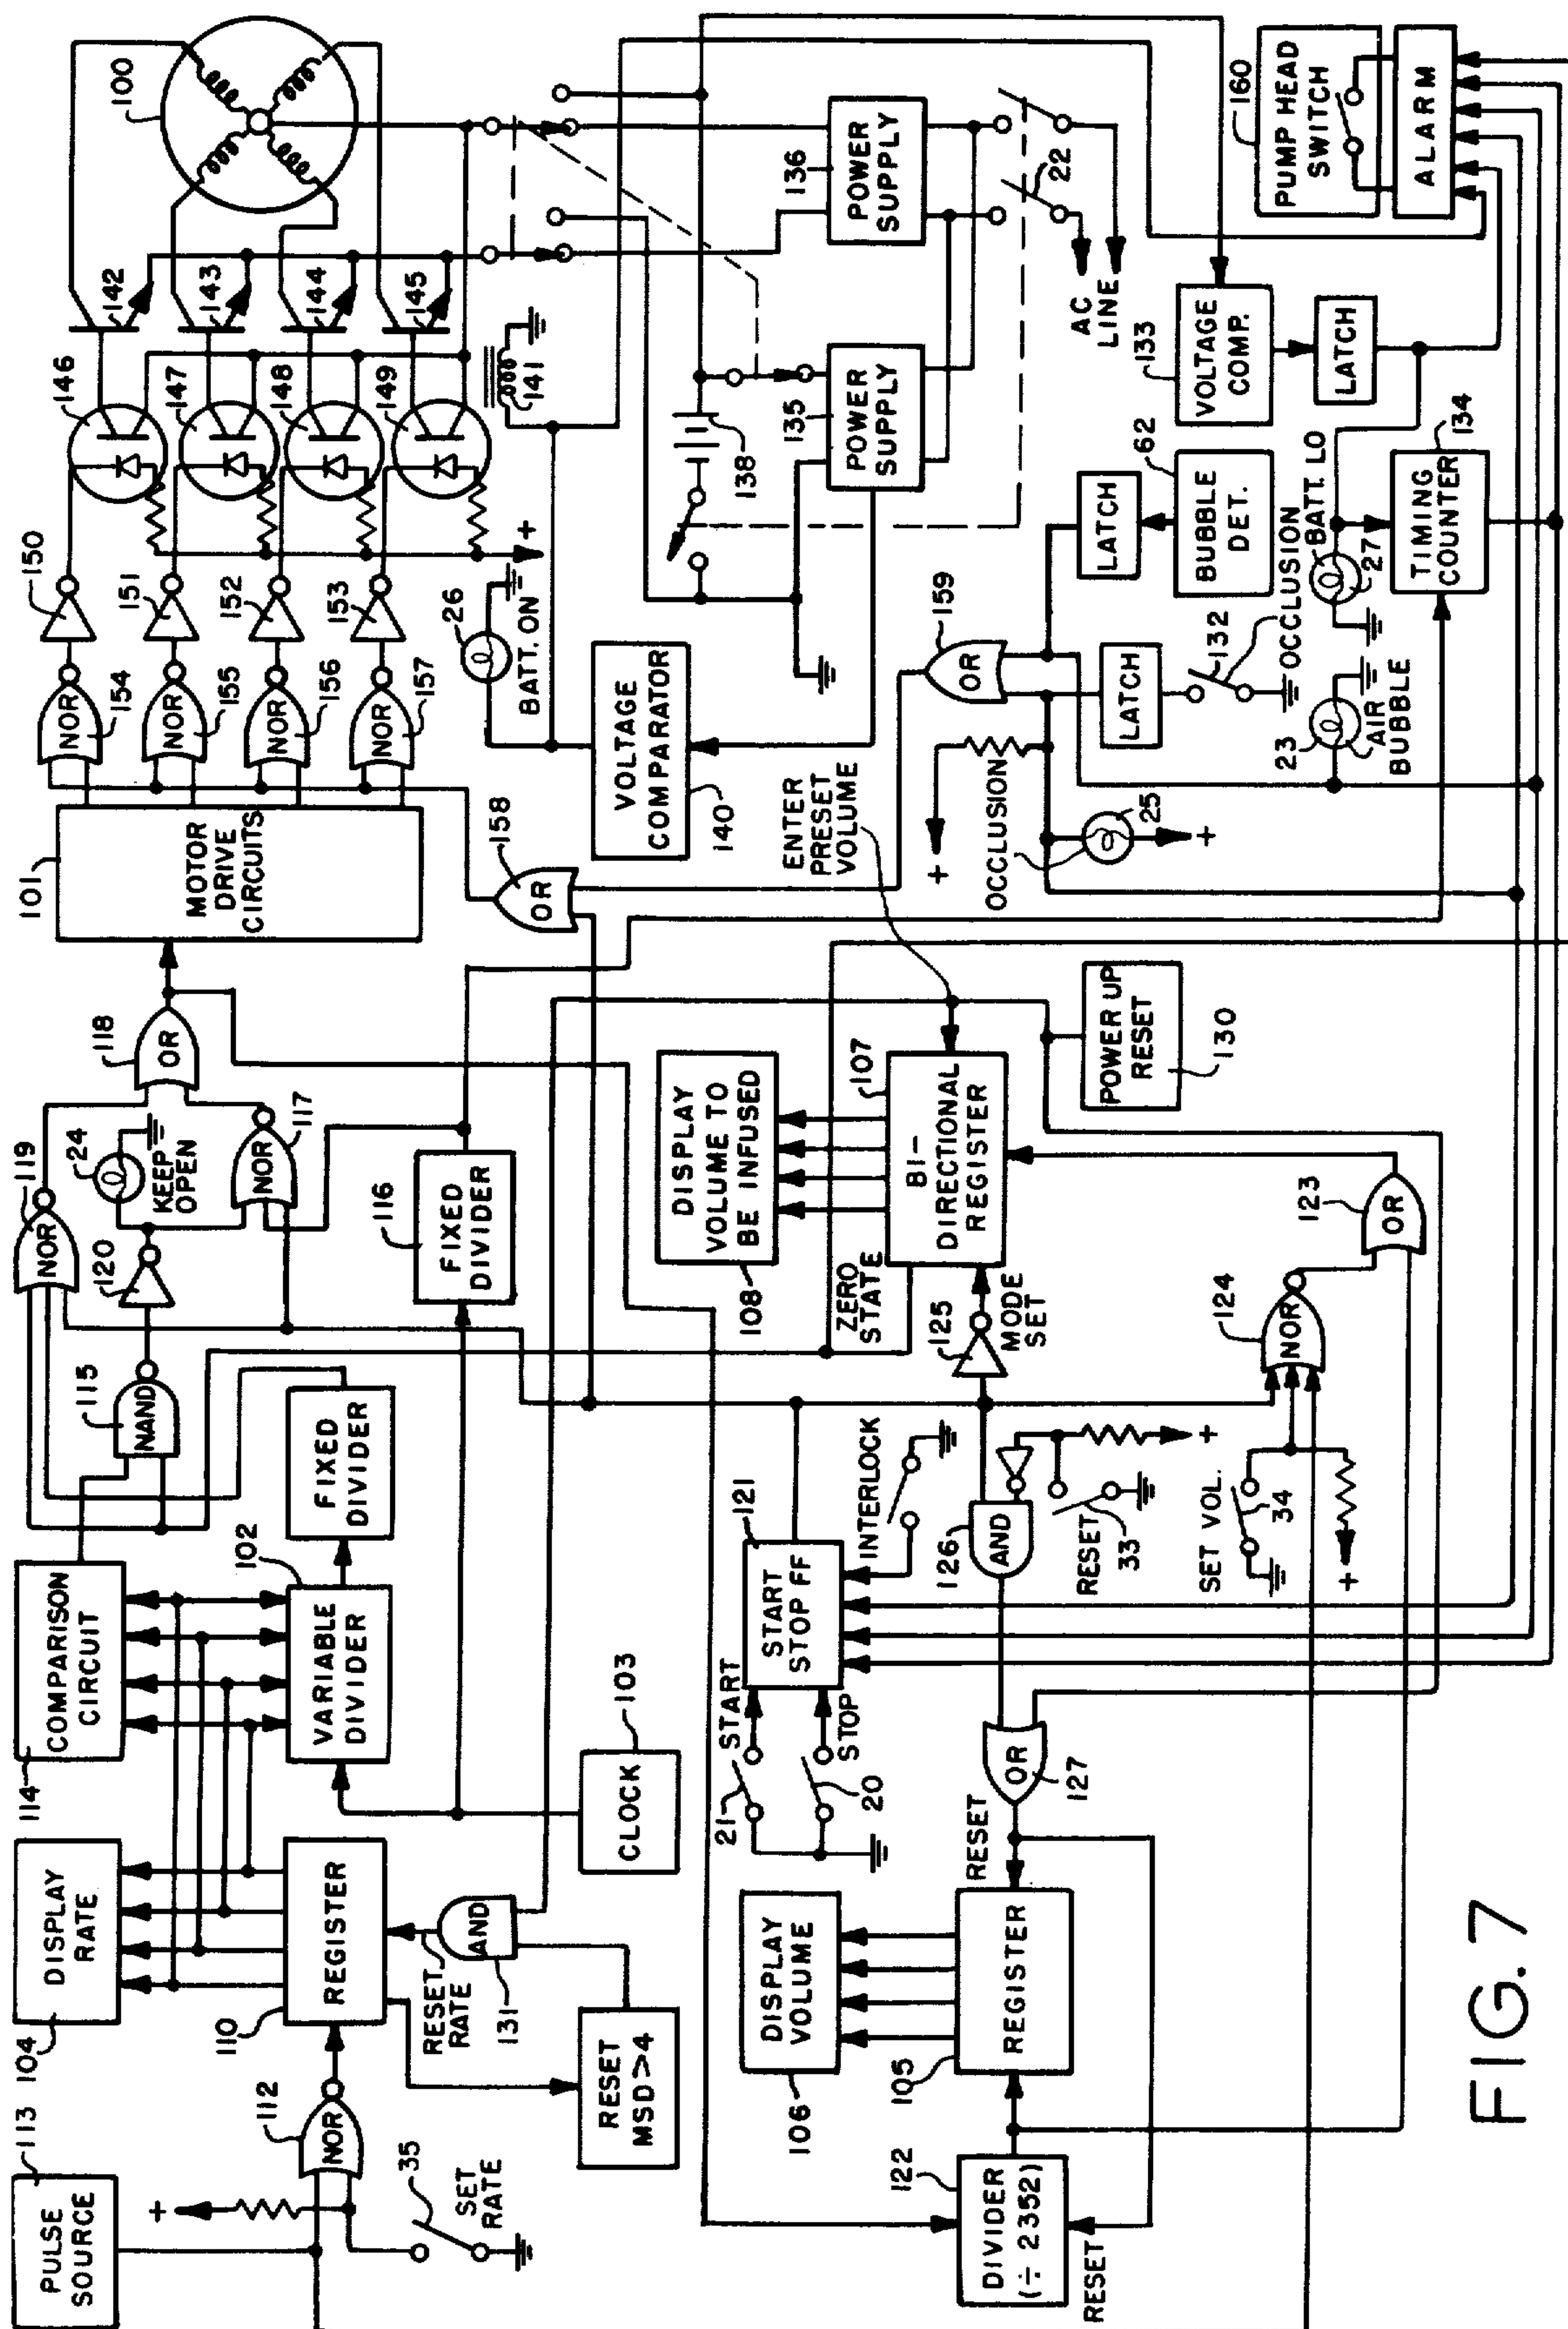 113
PULSE
SOURCE
+
112
NOR
35
SET
RATE
104
DISPLAY
RATE
110
REGISTER
RESET
RATE
AND
131
RESET
MSD>4
114
COMPARISON
CIRCUIT
102
VARIABLE
DIVIDER
FIXED
DIVIDER
103
CLOCK
115
NAND
119
NOR
120
24
KEEP
OPEN
NOR
117
118
OR
116
FIXED
DIVIDER
101
MOTOR
DRIVE
CIRCUITS
NOR
154
NOR
155
NOR
156
NOR
157
150
151
152
153
146
147
148
149
142
143
144
145
100
+
141
26
BATT. ON
VOLTAGE
COMPARATOR
140
158
OR
138
135
POWER
SUPPLY
136
POWER
SUPPLY
22
AC
LINE
122
DIVIDER
(÷ 2352)
RESET
106
DISPLAY
VOLUME
105
REGISTER
RESET
OR
127
21
START
20
STOP
121
START
STOP FF
INTERLOCK
126
AND
RESET
33
+
125
MODE
SET
108
DISPLAY
VOLUME TO
BE INFUSED
ZERO
STATE
107
BI-
DIRECTIONAL
REGISTER
ENTER
PRESET
VOLUME
POWER UP
RESET
130
SET VOL.
34
+
124
NOR
123
OR
+
OCCLUSION
25
+
159
OR
LATCH
132
OCCLUSION
LATCH
BUBBLE
DET.
62
23
AIR
BUBBLE
BATT. LO
27
TIMING
COUNTER
134
133
VOLTAGE
COMP.
LATCH
160
PUMP HEAD
SWITCH
ALARM
FIG. 7